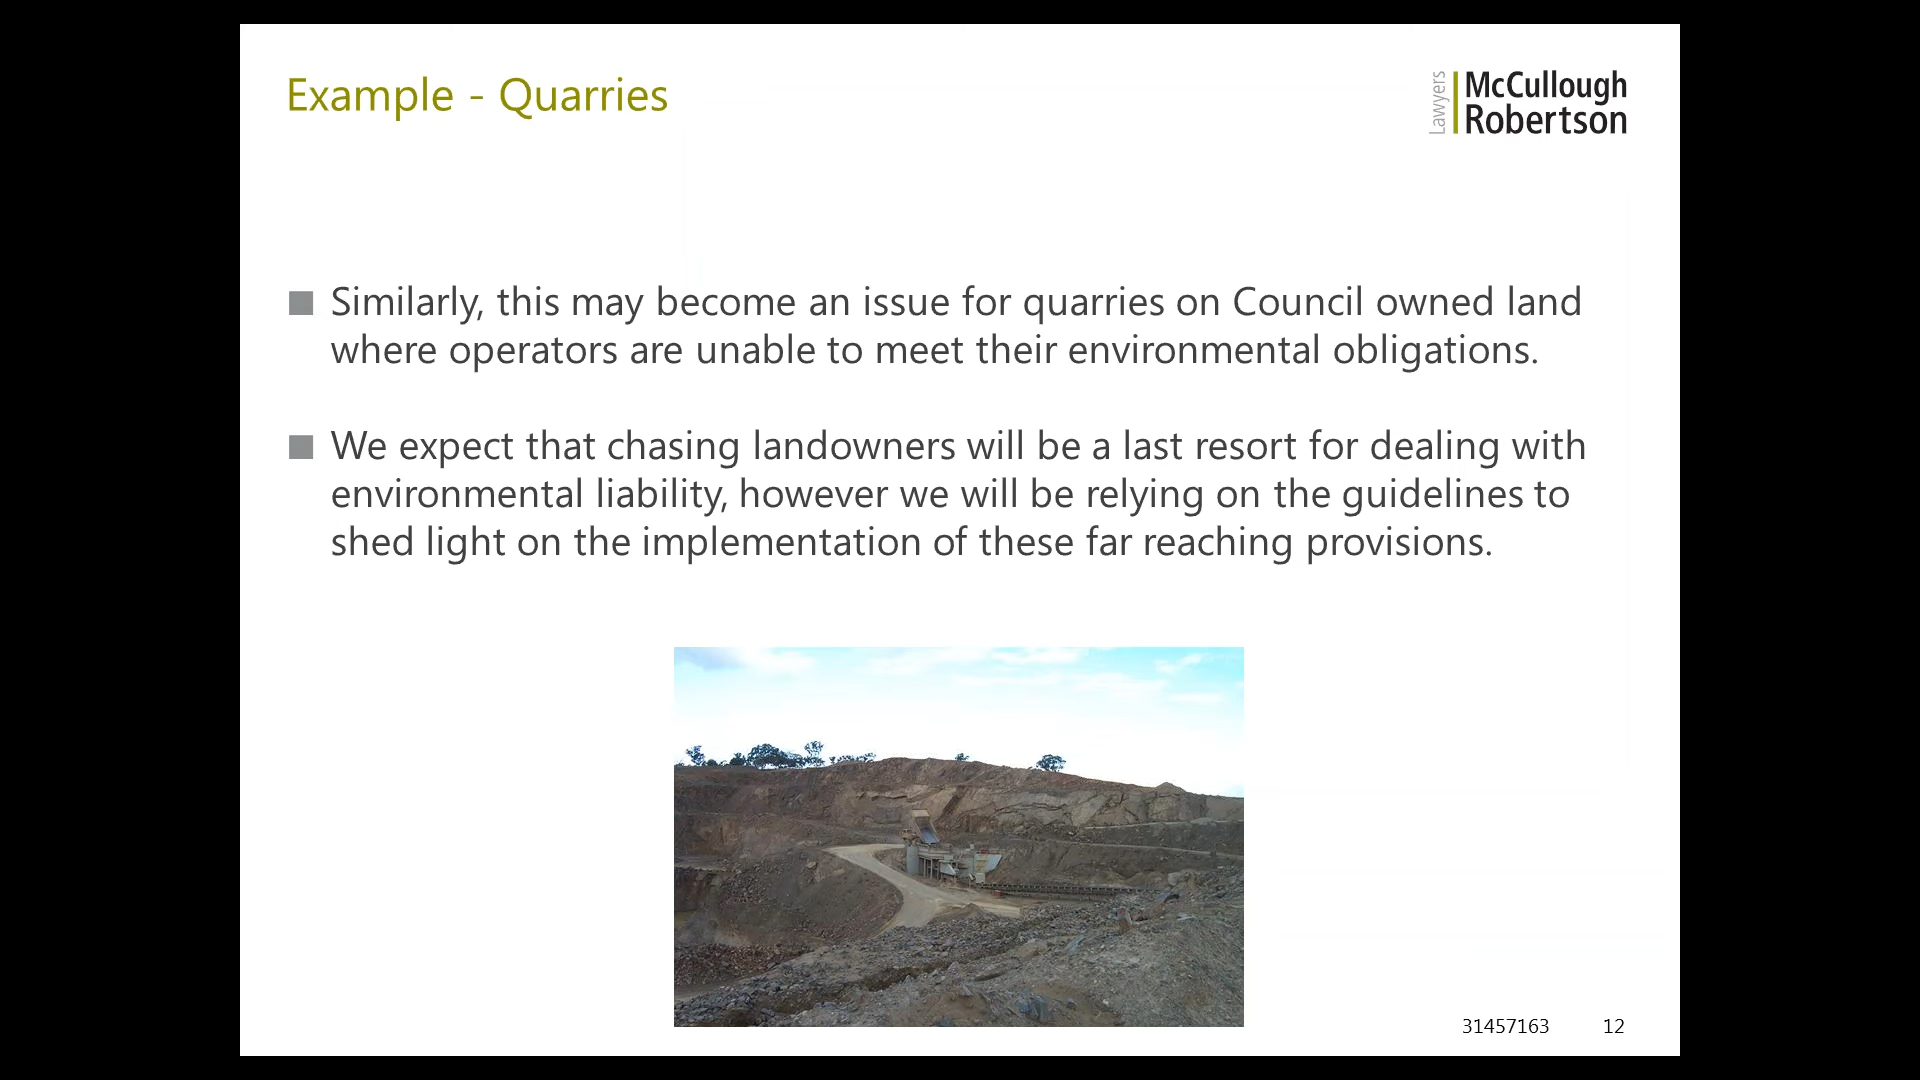 Example - Quarries
Lawyers
McCullough
Robertson
■ Similarly, this may become an issue for quarries on Council owned land
where operators are unable to meet their environmental obligations.
■ We expect that chasing landowners will be a last resort for dealing with
environmental liability, however we will be relying on the guidelines to
shed light on the implementation of these far reaching provisions.
31457163 12